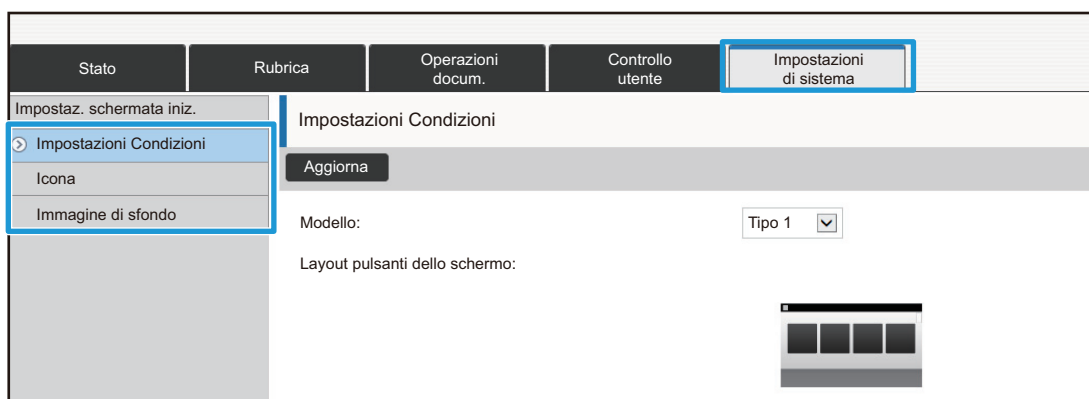 Stato
Rubrica
Operazioni
docum.
Controllo
utente
Impostazioni
di sistema
Impostaz. schermata iniz.
Impostazioni Condizioni
Icona
Immagine di sfondo
Impostazioni Condizioni
Aggiorna
Modello:
Tipo 1
Layout pulsanti dello schermo: